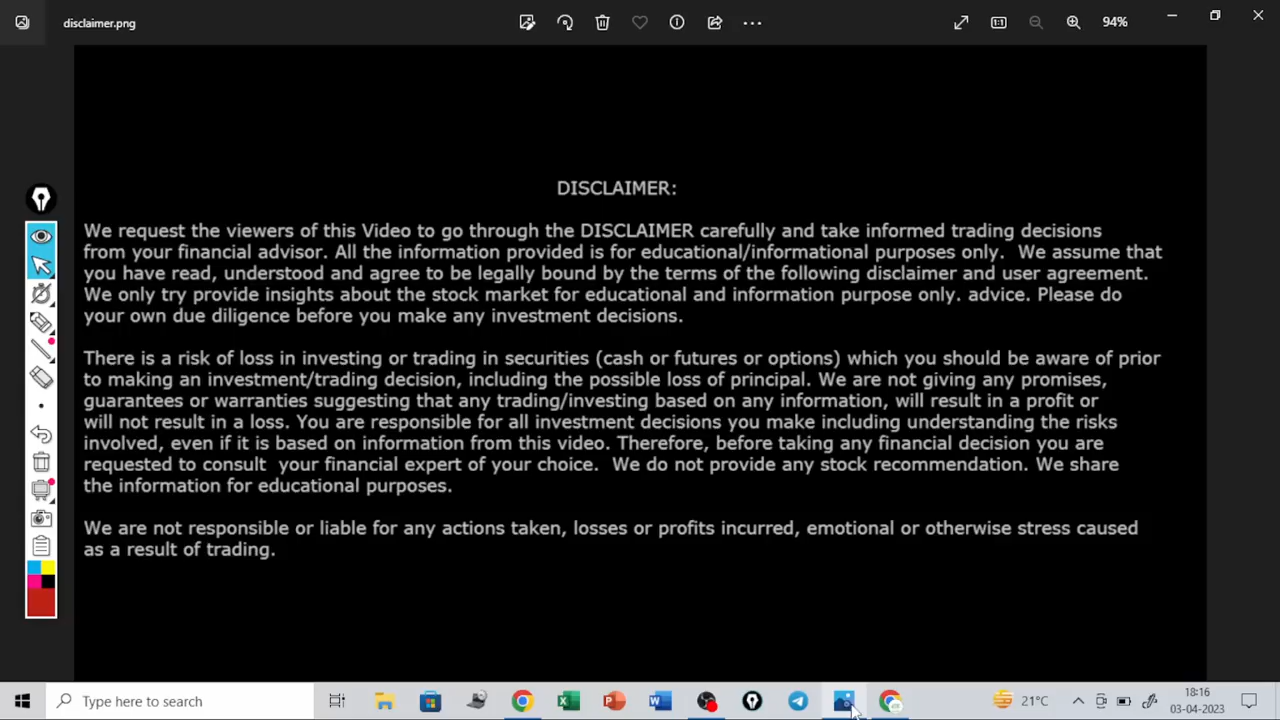 disclaimer.png
1:1
94%
DISCLAIMER:
We request the viewers of this Video to go through the DISCLAIMER carefully and take informed trading decisions
from your financial advisor. All the information provided is for educational/informational purposes only.  We assume that
you have read, understood and agree to be legally bound by the terms of the following disclaimer and user agreement.
We only try provide insights about the stock market for educational and information purpose only. advice. Please do
your own due diligence before you make any investment decisions.
There is a risk of loss in investing or trading in securities (cash or futures or options) which you should be aware of prior
to making an investment/trading decision, including the possible loss of principal. We are not giving any promises,
guarantees or warranties suggesting that any trading/investing based on any information, will result in a profit or
will not result in a loss. You are responsible for all investment decisions you make including understanding the risks
involved, even if it is based on information from this video. Therefore, before taking any financial decision you are
requested to consult  your financial expert of your choice.  We do not provide any stock recommendation. We share
the information for educational purposes.
We are not responsible or liable for any actions taken, losses or profits incurred, emotional or otherwise stress caused
as a result of trading.
Type here to search
21°C
18:16
03-04-2023